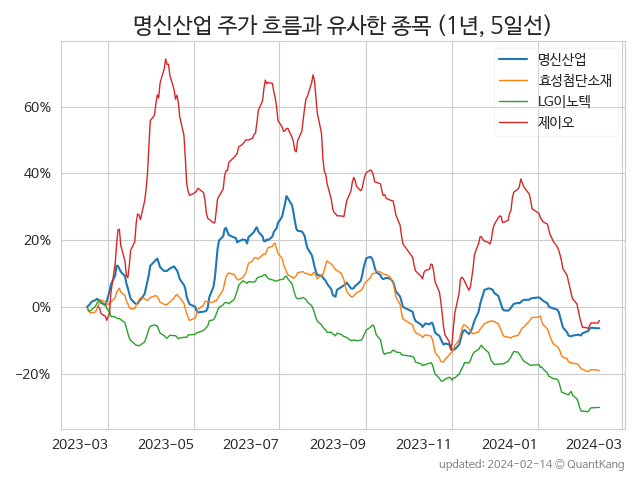 명신산업 주가 흐름과 유사한 종목 (1년, 5일선)
명신산업
효성첨단소재
LG이노텍
제이오
60%
40%
20%
0%
−20%
2023-03 2023-05 2023-07 2023-09 2023-11 2024-01 2024-03
updated: 2024-02-14 © QuantKang